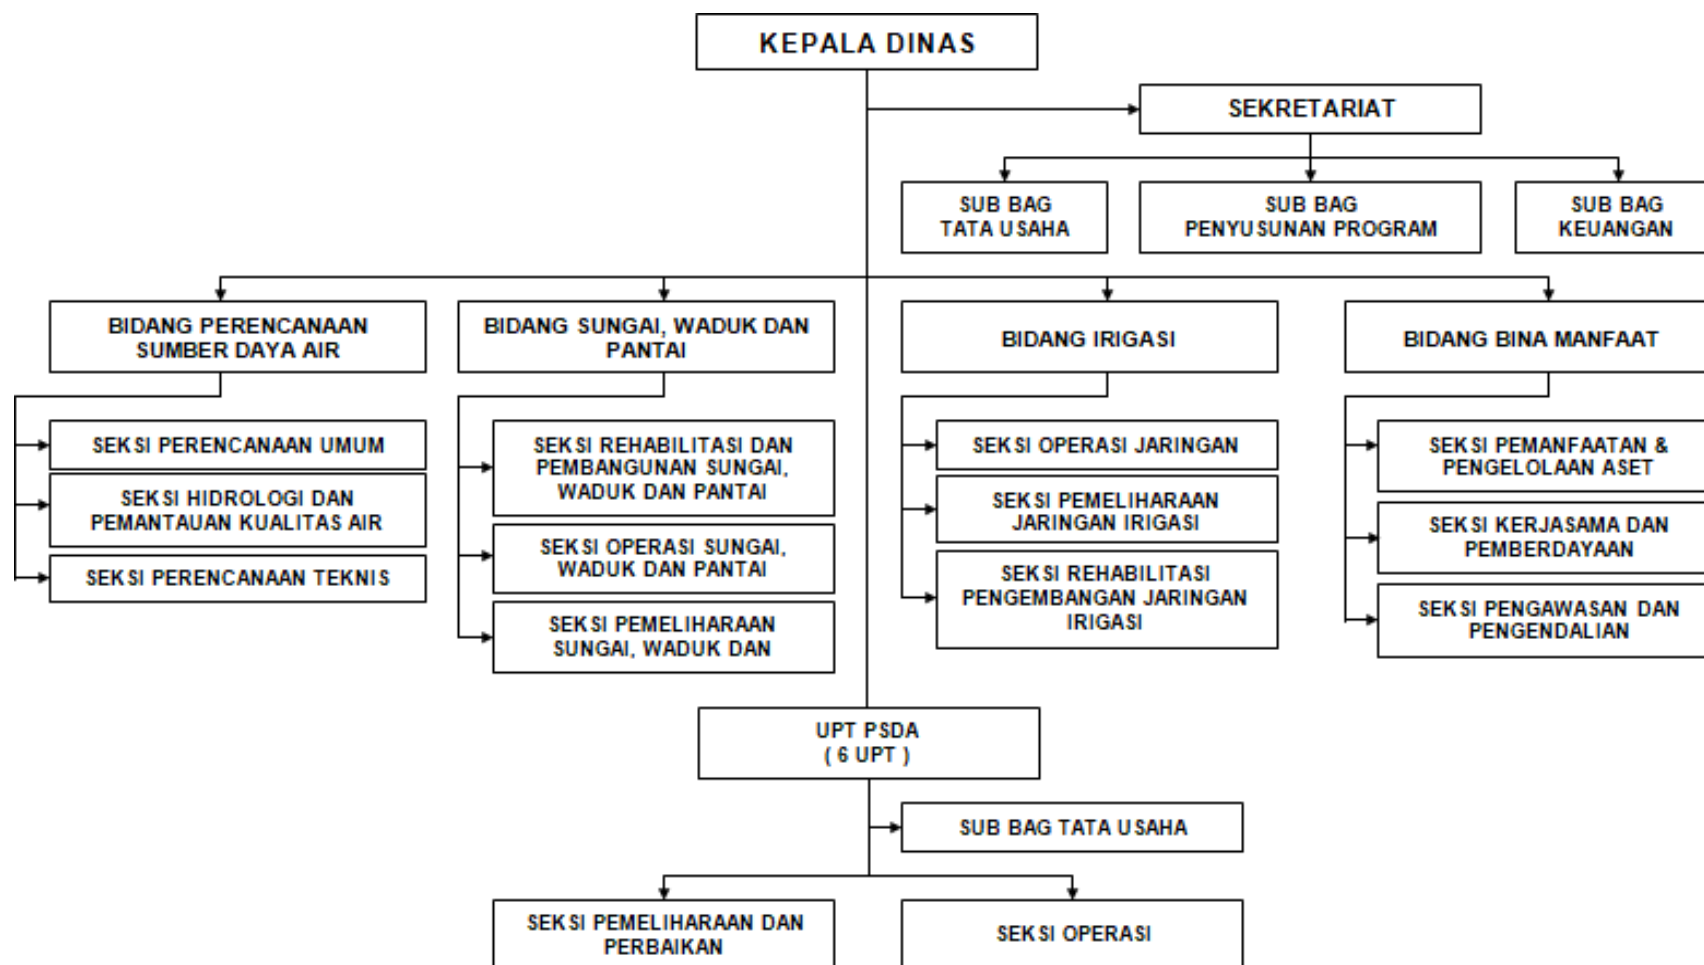 KEPALA DINAS
SEKRETARIAT
SUB BAG
TATA USAHA
SUB BAG
PENYUSUNAN PROGRAM
SUB BAG
KEUANGAN
BIDANG PERENCANAAN
SUMBER DAYA AIR
BIDANG SUNGAI, WADUK DAN
PANTAI
BIDANG IRIGASI
BIDANG BINA MANFAAT
SEKSI PERENCANAAN UMUM
SEKSI HIDROLOGI DAN
PEMANTAUAN KUALITAS AIR
SEKSI PERENCANAAN TEKNIS
SEKSI REHABILITASI DAN
PEMBANGUNAN SUNGAI,
WADUK DAN PANTAI
SEKSI OPERASI SUNGAI,
WADUK DAN PANTAI
SEKSI PEMELIHARAAN
SUNGAI, WADUK DAN
SEKSI OPERASI JARINGAN
SEKSI PEMELIHARAAN
JARINGAN IRIGASI
SEKSI REHABILITASI
PENGEMBANGAN JARINGAN
IRIGASI
SEKSI PEMANFAATAN &
PENGELOLAAN ASET
SEKSI KERJASAMA DAN
PEMBERDAYAAN
SEKSI PENGAWASAN DAN
PENGENDALIAN
UPT PSDA
( 6 UPT )
SUB BAG TATA USAHA
SEKSI PEMELIHARAAN DAN
PERBAIKAN
SEKSI OPERASI